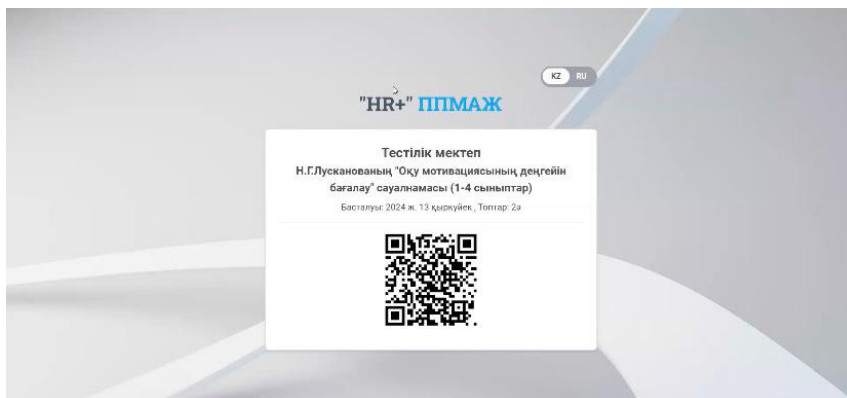 KZ RU
"HR+" ППМАЖ
Тестілік мектеп
Н.Г.Лусканованың "Оқу мотивациясының деңгейін
бағалау" сауалнамасы (1-4 сыныптар)
Басталуы: 2024 ж. 13 қыркүйек , Топтар: 2а